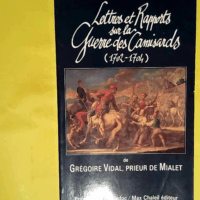 Lettres et Rapports
sur la
Guerre des Camisards
(1702-1704)
de
GRÉGOIRE VIDAL, PRIEUR DE MIALET
Max Chaleil éditeur